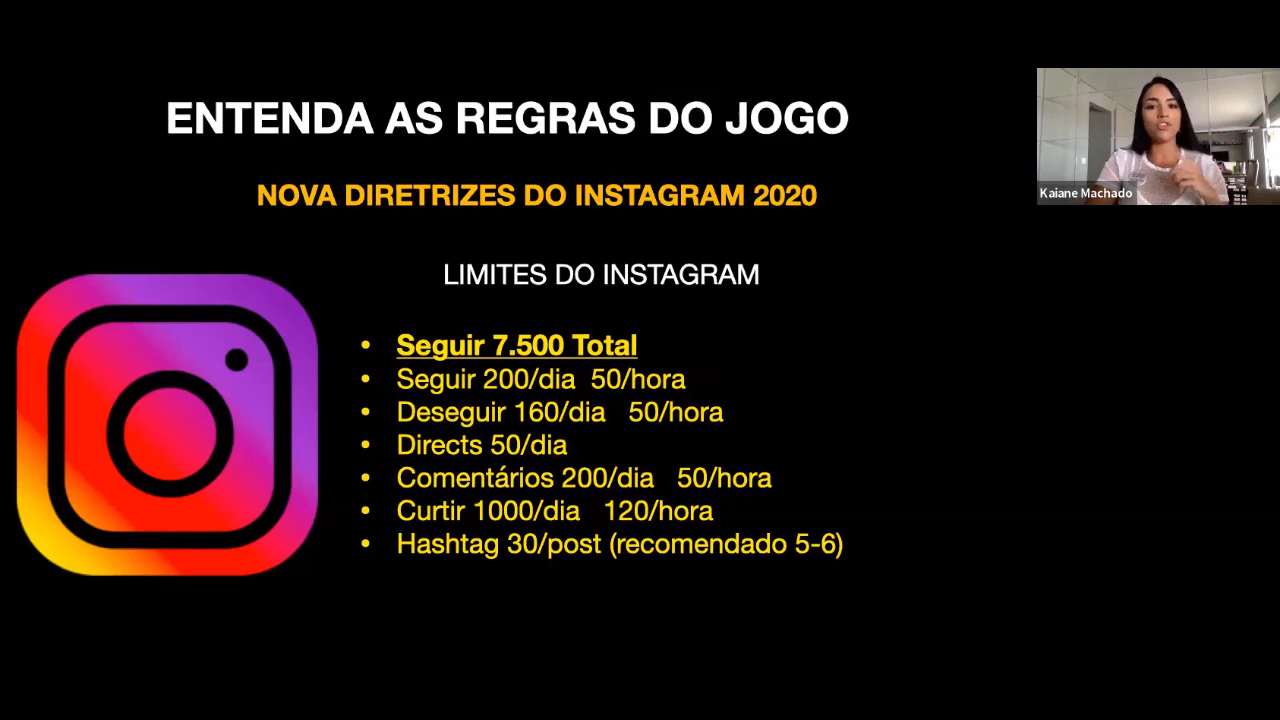 ENTENDA AS REGRAS DO JOGO
NOVA DIRETRIZES DO INSTAGRAM 2020
Kaiane Machado
LIMITES DO INSTAGRAM
• Seguir 7.500 Total
• Seguir 200/dia 50/hora
• Deseguir 160/dia 50/hora
• Directs 50/dia
• Comentários 200/dia 50/hora
• Curtir 1000/dia 120/hora
• Hashtag 30/post (recomendado 5-6)